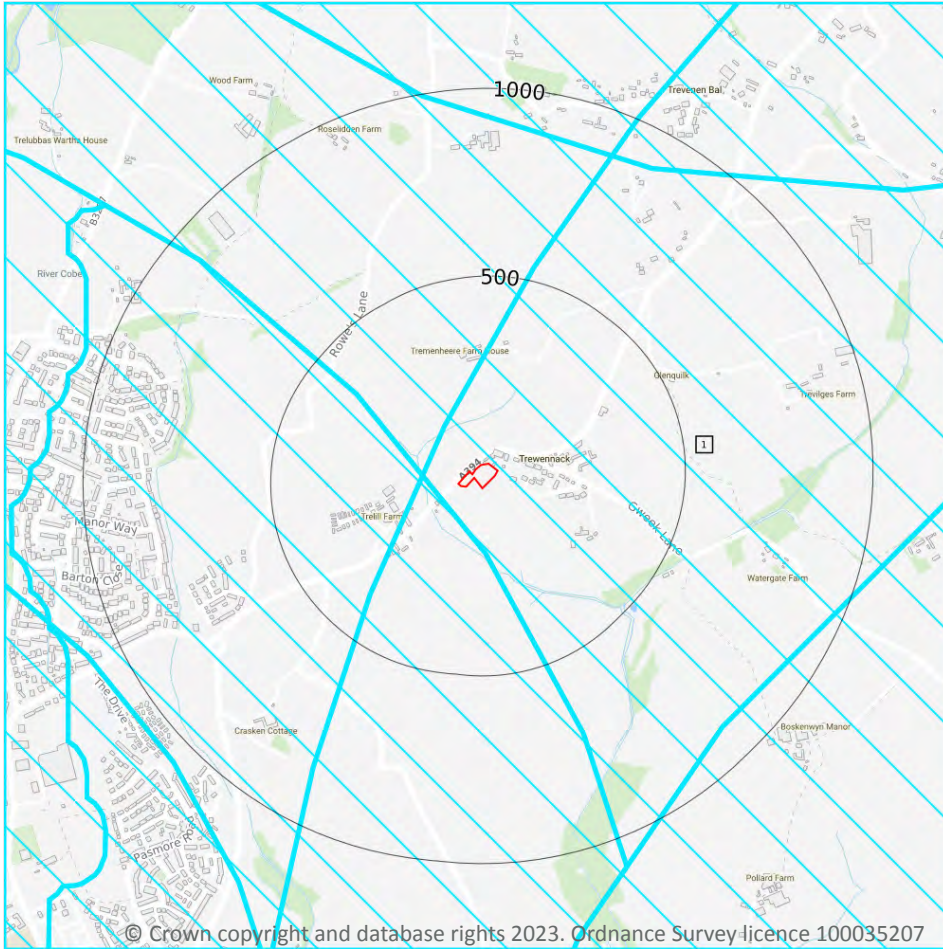 1000
Trevenen Bal
Wood Farm
Roselidden Farm
Trelubbas Wartha House
River Cober
500
Rowe's Lane
Tremenheere Farm House
Glenquilk
Trevilges Farm
1
A394
Trewennack
Trelill Farm
Gweek Lane
Manor Way
Barton Close
Watergate Farm
The Drive
Crasken Cottage
Boskenwyn Manor
Pasmore
Pollard Farm
© Crown copyright and database rights 2023. Ordnance Survey licence 100035207